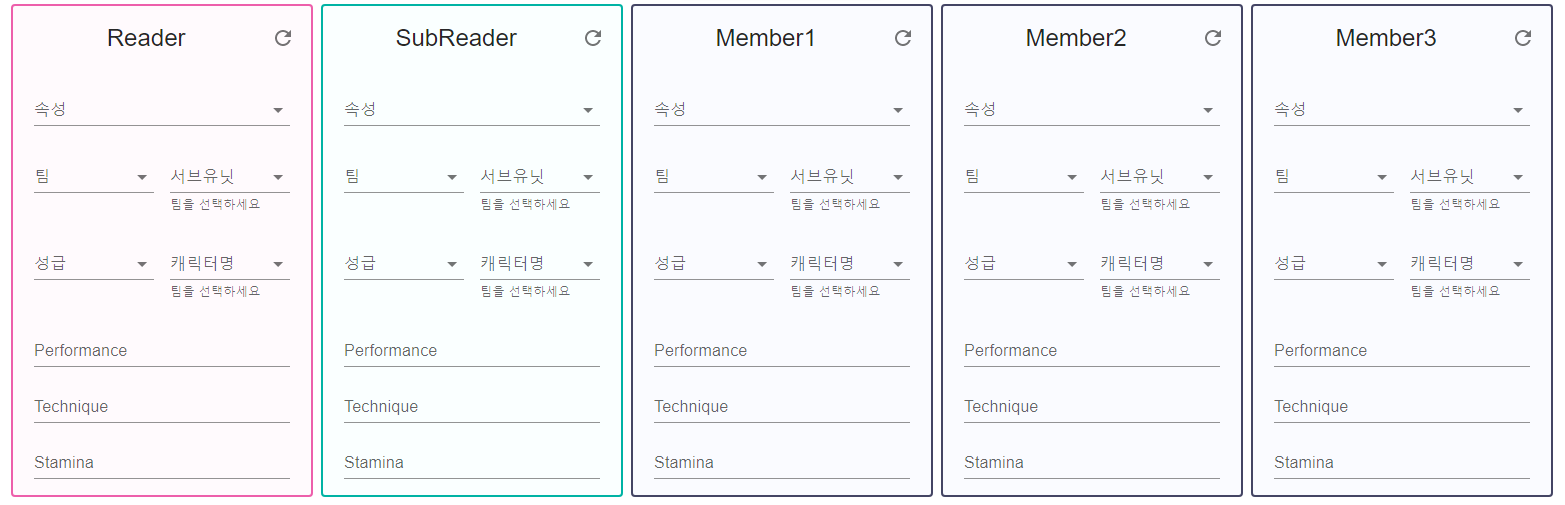 Reader
속성
팀 서브유닛
팀을 선택하세요
성급 캐릭터명
팀을 선택하세요
Performance
Technique
Stamina
SubReader
속성
팀 서브유닛
팀을 선택하세요
성급 캐릭터명
팀을 선택하세요
Performance
Technique
Stamina
Member1
속성
팀 서브유닛
팀을 선택하세요
성급 캐릭터명
팀을 선택하세요
Performance
Technique
Stamina
Member2
속성
팀 서브유닛
팀을 선택하세요
성급 캐릭터명
팀을 선택하세요
Performance
Technique
Stamina
Member3
속성
팀 서브유닛
팀을 선택하세요
성급 캐릭터명
팀을 선택하세요
Performance
Technique
Stamina